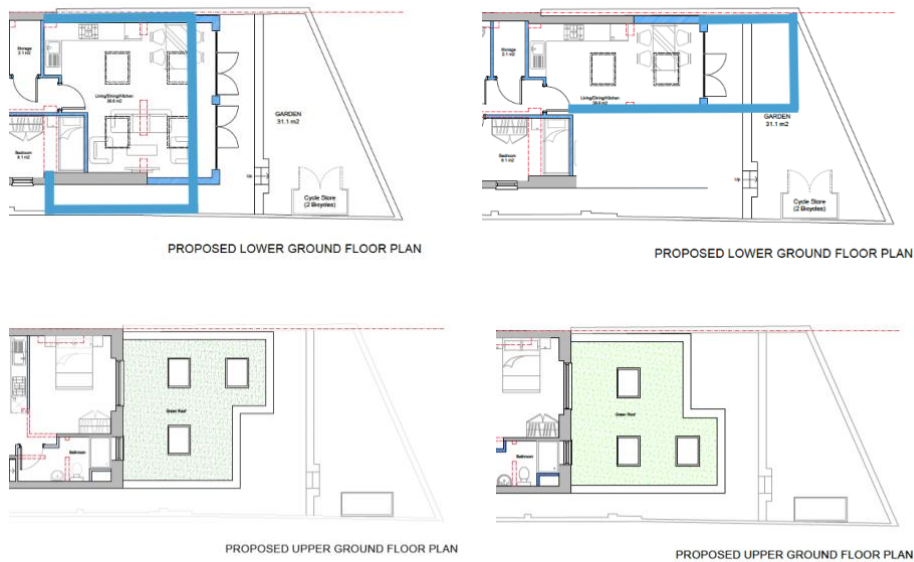 Storage
2.1 m2
Living/Dining/Kitchen
GARDEN
31.1 m2
Bedroom
Cycle Store
(2 Bicycles)
PROPOSED LOWER GROUND FLOOR PLAN
Storage
2.1 m2
Living/Dining/Kitchen
GARDEN
31.1 m2
Bedroom
Cycle Store
(2 Bicycles)
PROPOSED LOWER GROUND FLOOR PLAN
Green Roof
Bathroom
PROPOSED UPPER GROUND FLOOR PLAN
Green Roof
Bathroom
PROPOSED UPPER GROUND FLOOR PLAN